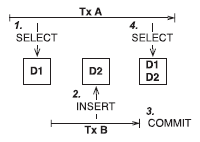 Tx A
1.
SELECT
4.
SELECT
D1
D2
D1
D2
2.
INSERT
3.
COMMIT
Tx B